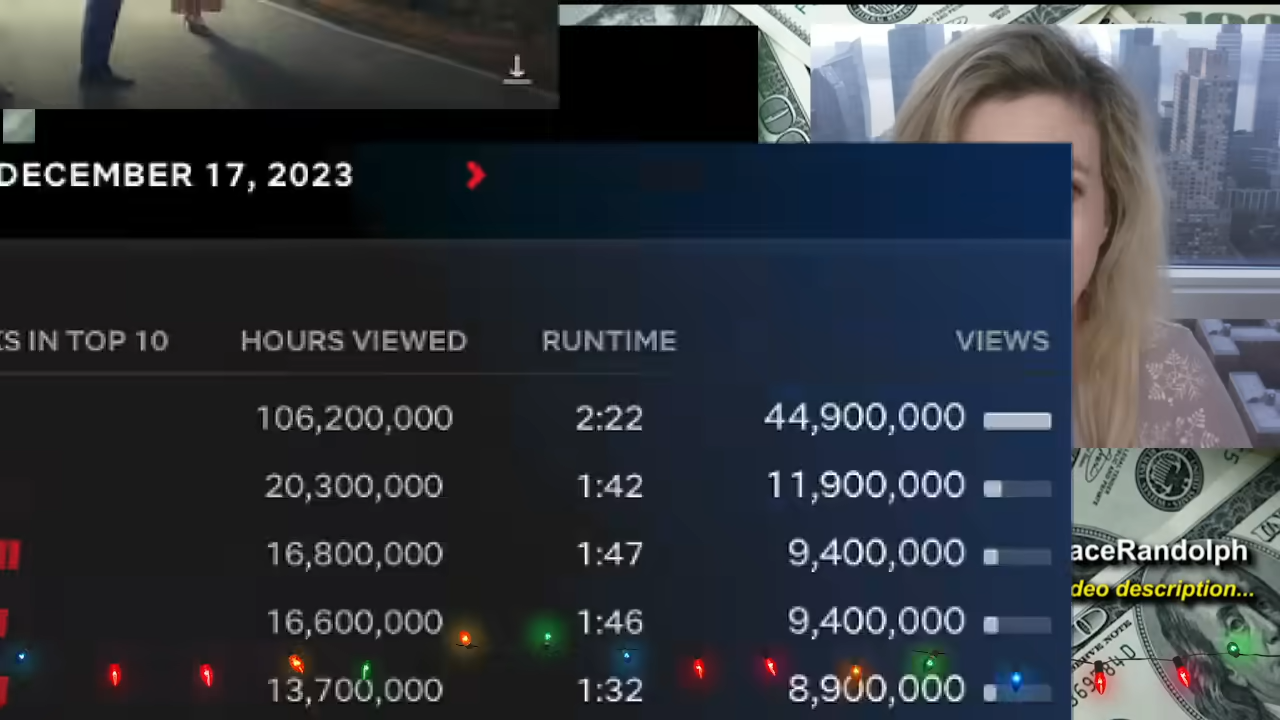 DECEMBER 17, 2023
IN TOP 10 HOURS VIEWED RUNTIME VIEWS
106,200,000 2:22 44,900,000
20,300,000 1:42 11,900,000
16,800,000 1:47 9,400,000
16,600,000 1:46 9,400,000
13,700,000 1:32 8,900,000
aceRandolph
deo description...